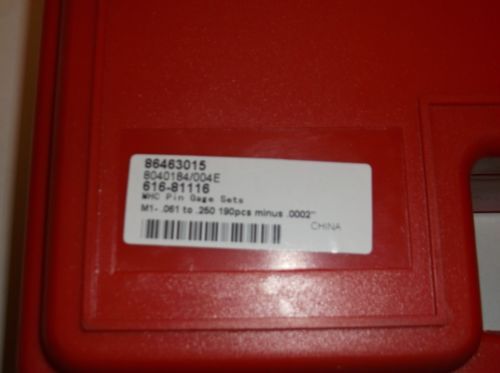 86463015
8040184/004E
616-81116
WHC Pin Gage Sets
M1- .061 to .250 190pcs minus .0002"
CHINA